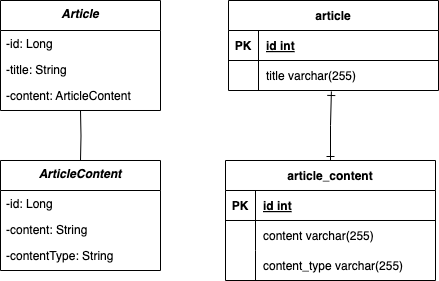 Article
-id: Long
-title: String
-content: ArticleContent
ArticleContent
-id: Long
-content: String
-contentType: String
article
PK id int
title varchar(255)
article_content
PK id int
content varchar(255)
content_type varchar(255)